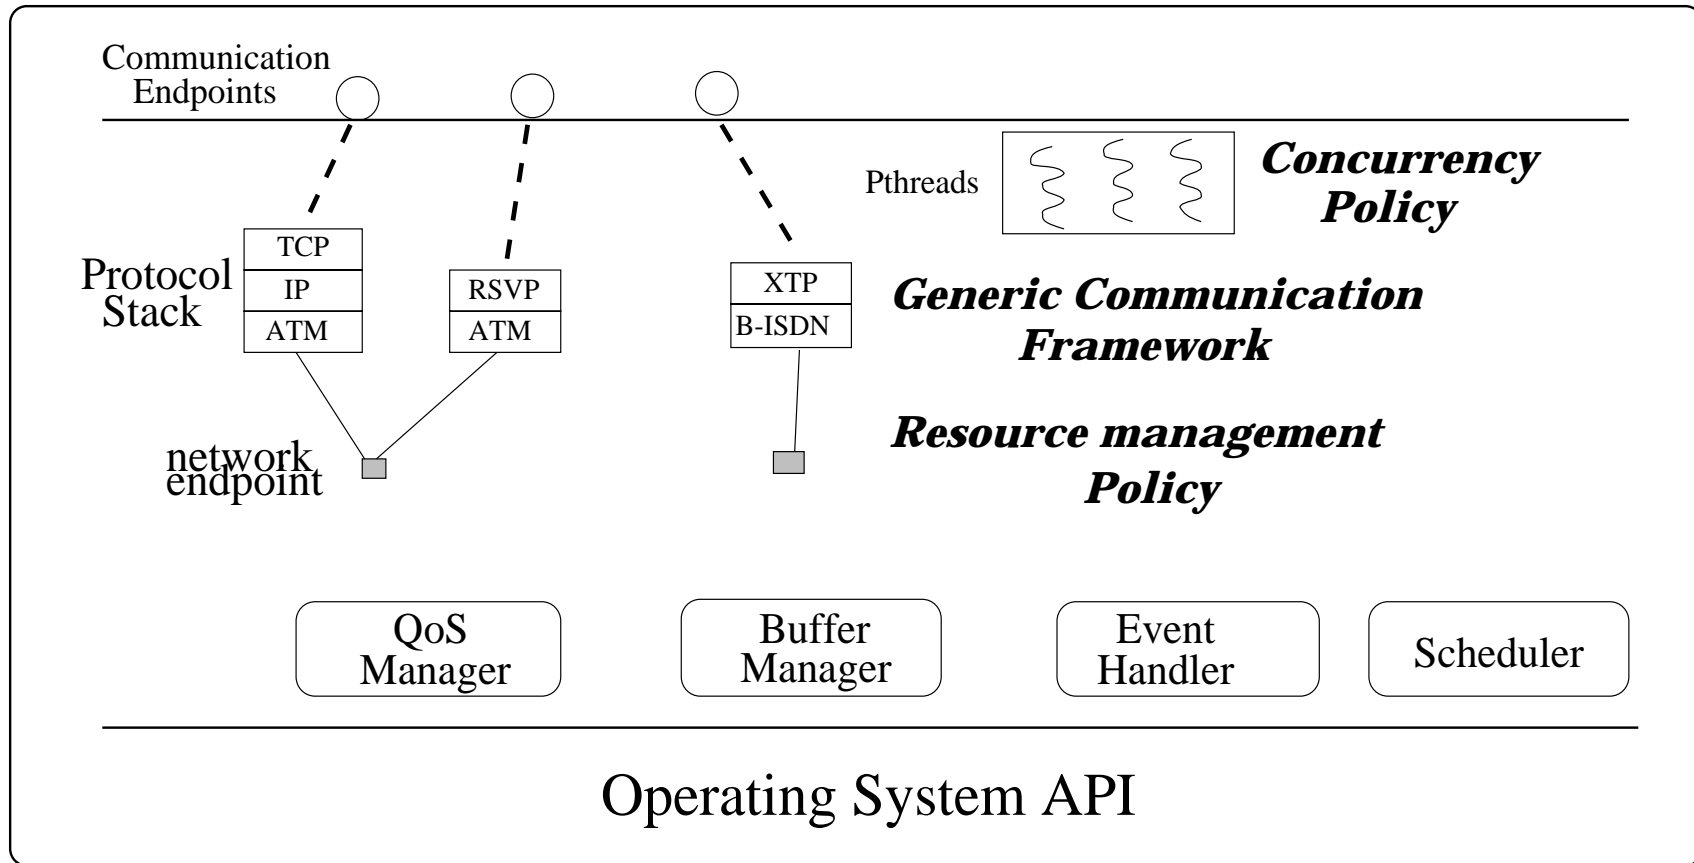 Communication
Endpoints
Pthreads
Concurrency
Policy
Protocol
Stack
TCP
IP
ATM
RSVP
ATM
XTP
B-ISDN
Generic Communication
Framework
network
endpoint
Resource management
Policy
QoS
Manager
Buffer
Manager
Event
Handler
Scheduler
Operating System API